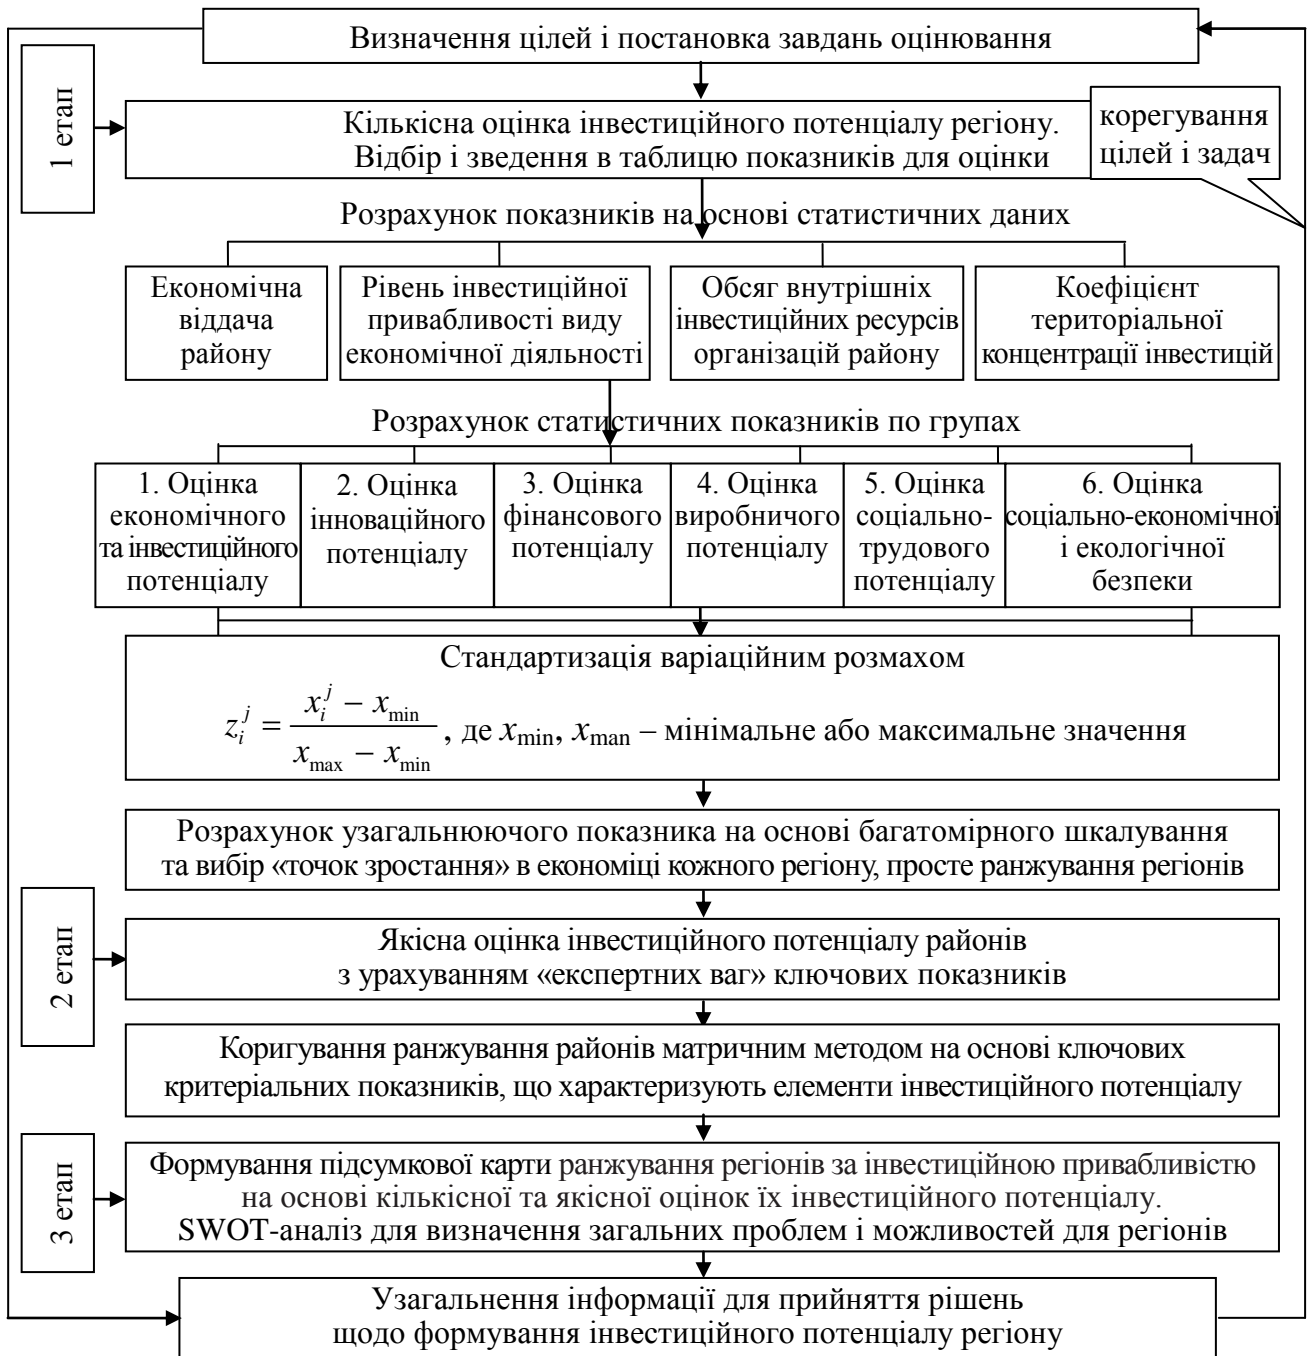 Визначення цілей і постановка завдань оцінювання
1 етап
Кількісна оцінка інвестиційного потенціалу регіону.
Відбір і зведення в таблицю показників для оцінки
корегування
цілей і задач
Розрахунок показників на основі статистичних даних
Економічна
віддача
району
Рівень інвестиційної
привабливості виду
економічної діяльності
Обсяг внутрішніх
інвестиційних ресурсів
організацій району
Коефіцієнт
територіальної
концентрації інвестицій
Розрахунок статистичних показників по групах
1. Оцінка
економічного
та інвестиційного
потенціалу
2. Оцінка
інноваційного
потенціалу
3. Оцінка
фінансового
потенціалу
4. Оцінка
виробничого
потенціалу
5. Оцінка
соціально-
трудового
потенціалу
6. Оцінка
соціально-економічної
і екологічної
безпеки
Стандартизація варіаційним розмахом
z_i^j = (x_i^j − x_min) / (x_max − x_min), де x_min, x_man – мінімальне або максимальне значення
Розрахунок узагальнюючого показника на основі багатомірного шкалування
та вибір «точок зростання» в економіці кожного регіону, просте ранжування регіонів
2 етап
Якісна оцінка інвестиційного потенціалу районів
з урахуванням «експертних ваг» ключових показників
Коригування ранжування районів матричним методом на основі ключових
критеріальних показників, що характеризують елементи інвестиційного потенціалу
3 етап
Формування підсумкової карти ранжування регіонів за інвестиційною привабливістю
на основі кількісної та якісної оцінок їх інвестиційного потенціалу.
SWOT-аналіз для визначення загальних проблем і можливостей для регіонів
Узагальнення інформації для прийняття рішень
щодо формування інвестиційного потенціалу регіону